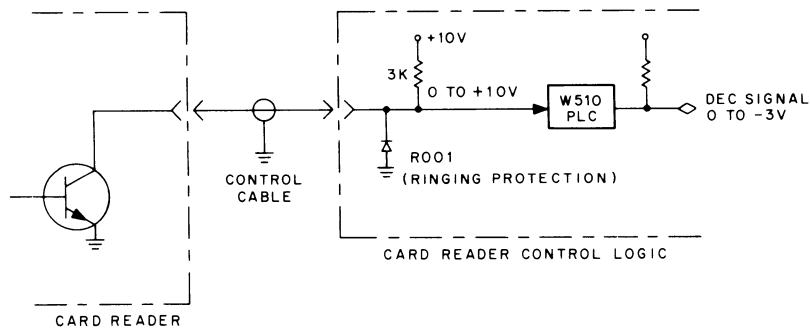 +10V
3K
0 TO +10V
W510
PLC
DEC SIGNAL
0 TO -3V
R001
(RINGING PROTECTION)
CONTROL
CABLE
CARD READER CONTROL LOGIC
CARD READER